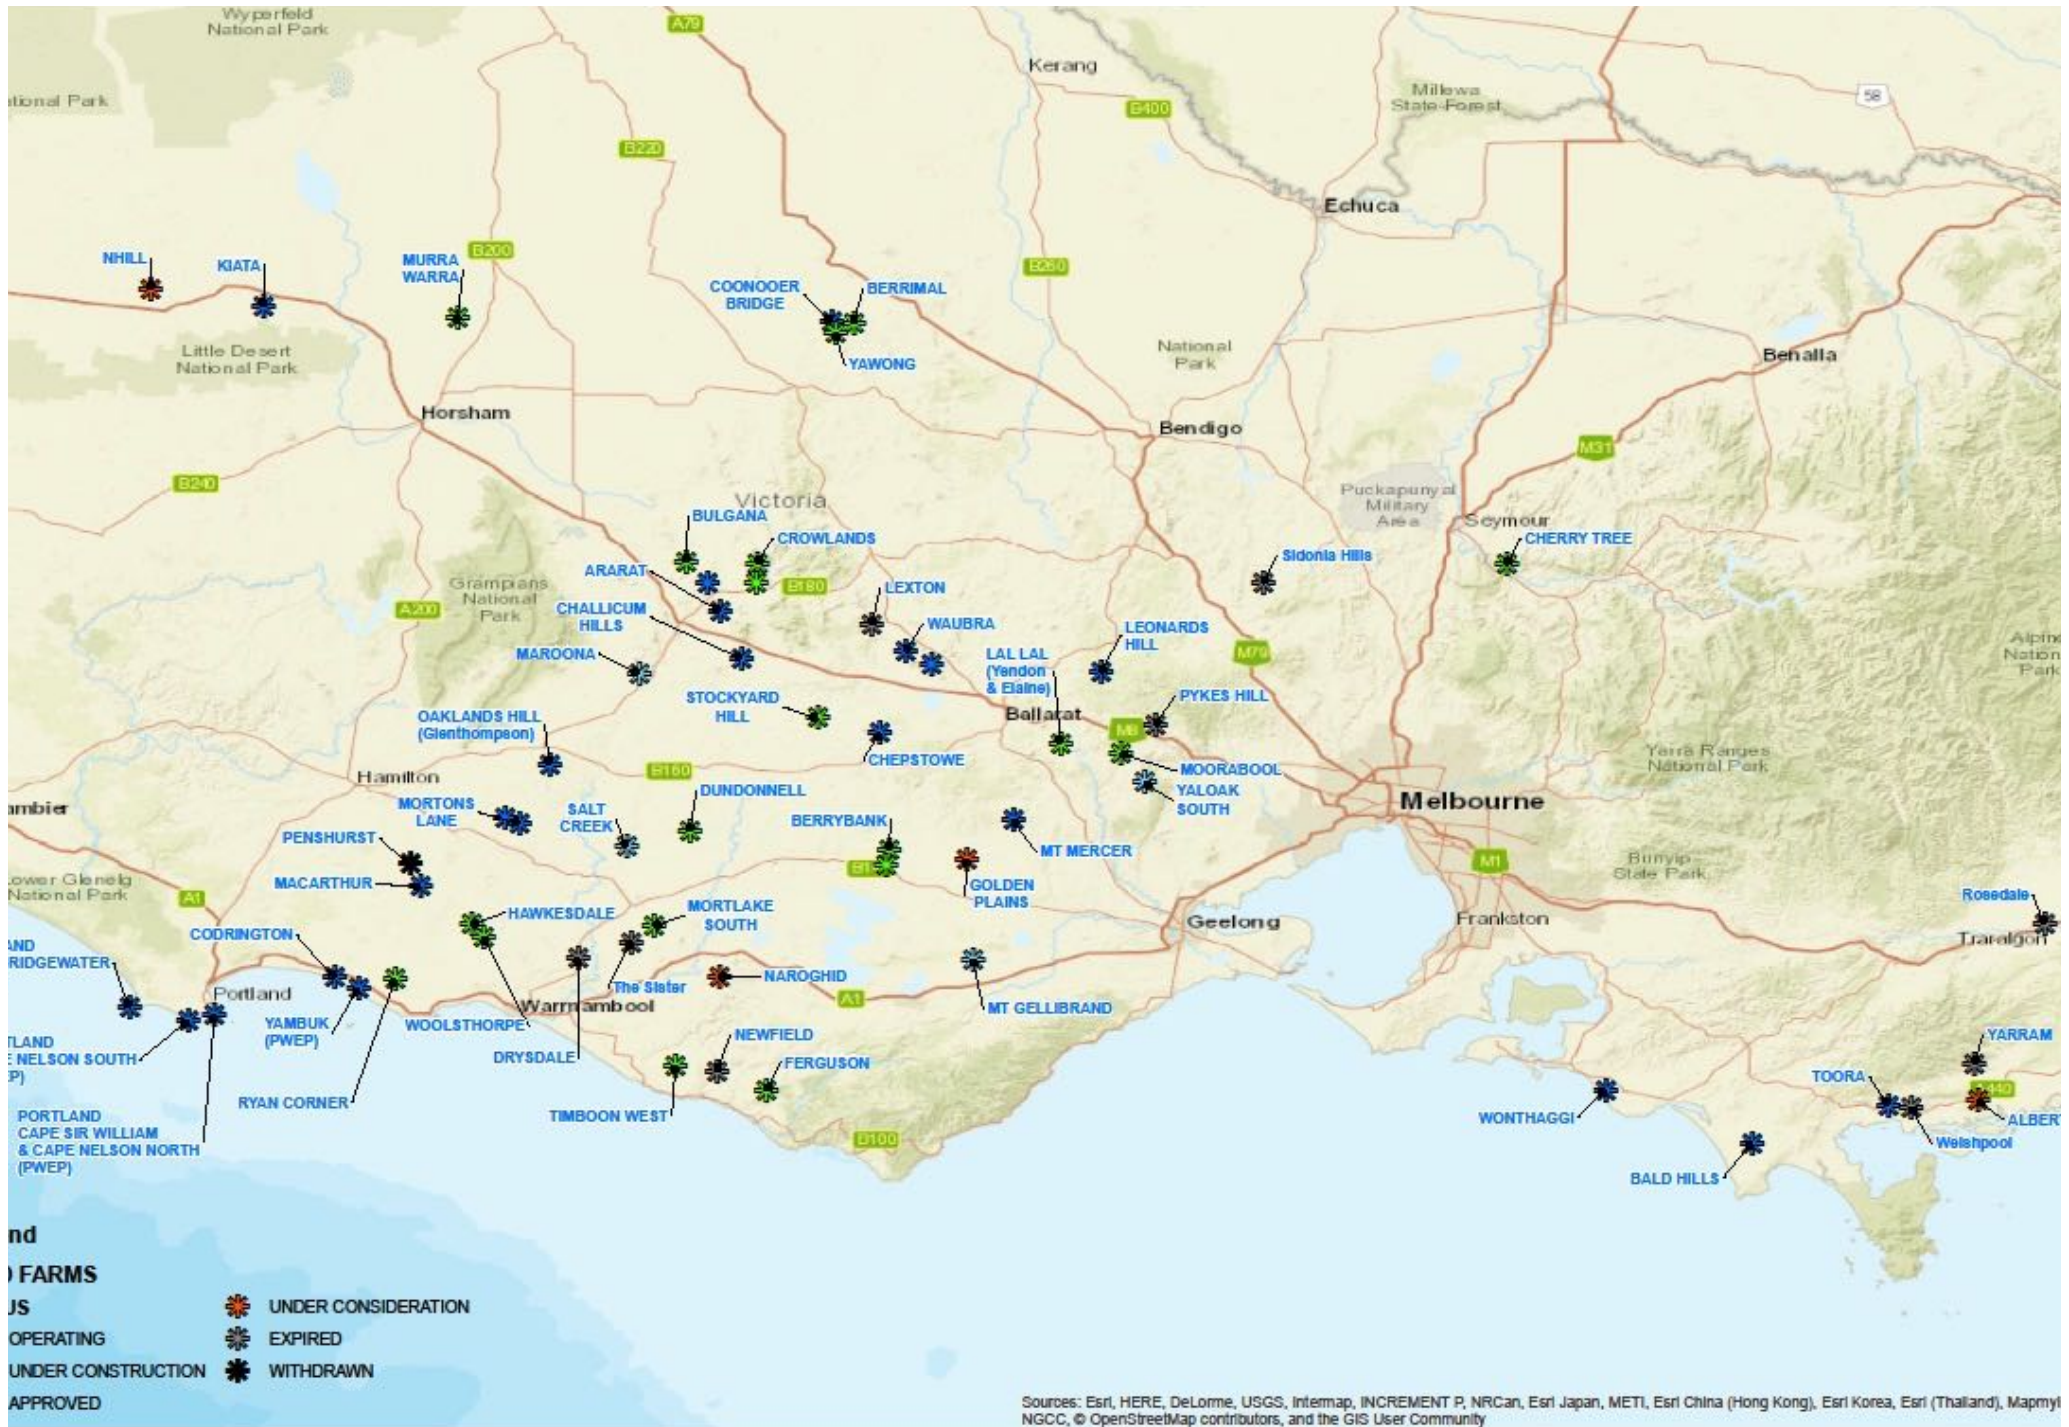 Wyperfeld
National Park
A79
Kerang
58
Millewa
State Forest
B400
ational Park
B220
Echuca
NHILL
KIATA
MURRA
WARRA
B200
COONOOER
BRIDGE
BERRIMAL
B260
YAWONG
Little Desert
National Park
National
Park
Benalla
Horsham
Bendigo
M31
B240
Victoria
Puckapunyal
Military
Area
BULGANA
Seymour
CROWLANDS
CHERRY TREE
Sidonia Hills
ARARAT
Grampians
National
Park
B180
LEXTON
A200
CHALLICUM
HILLS
WAUBRA
LEONARDS
HILL
Alpine
Nation
Park
MAROONA
LAL LAL
(Yendon
& Elaine)
M79
STOCKYARD
HILL
PYKES HILL
OAKLANDS HILL
(Glenthompson)
Ballarat
M8
Yarra Ranges
National Park
CHEPSTOWE
MOORABOOL
Hamilton
B160
YALOAK
SOUTH
DUNDONNELL
ambier
MORTONS
LANE
SALT
CREEK
BERRYBANK
Melbourne
PENSHURST
MT MERCER
M1
Bunyip
State Park
MACARTHUR
GOLDEN
PLAINS
Lower Glenelg
National Park
A1
Rosedale
HAWKESDALE
MORTLAKE
SOUTH
Geelong
Frankston
CODRINGTON
Traralgon
AND
RIDGEWATER
The Sister
NAROGHID
Portland
Warrnambool
A1
MT GELLIBRAND
YAMBUK
(PWEP)
WOOLSTHORPE
NEWFIELD
YARRAM
TLAND
E NELSON SOUTH
EP)
DRYSDALE
FERGUSON
TOORA
A440
RYAN CORNER
TIMBOON WEST
WONTHAGGI
ALBER
PORTLAND
CAPE SIR WILLIAM
& CAPE NELSON NORTH
(PWEP)
B100
Welshpool
BALD HILLS
nd
FARMS
US
UNDER CONSIDERATION
OPERATING
EXPIRED
UNDER CONSTRUCTION
WITHDRAWN
APPROVED
Sources: Esri, HERE, DeLorme, USGS, Intermap, INCREMENT P, NRCan, Esri Japan, METI, Esri China (Hong Kong), Esri Korea, Esri (Thailand), MapmyI
NGCC, © OpenStreetMap contributors, and the GIS User Community